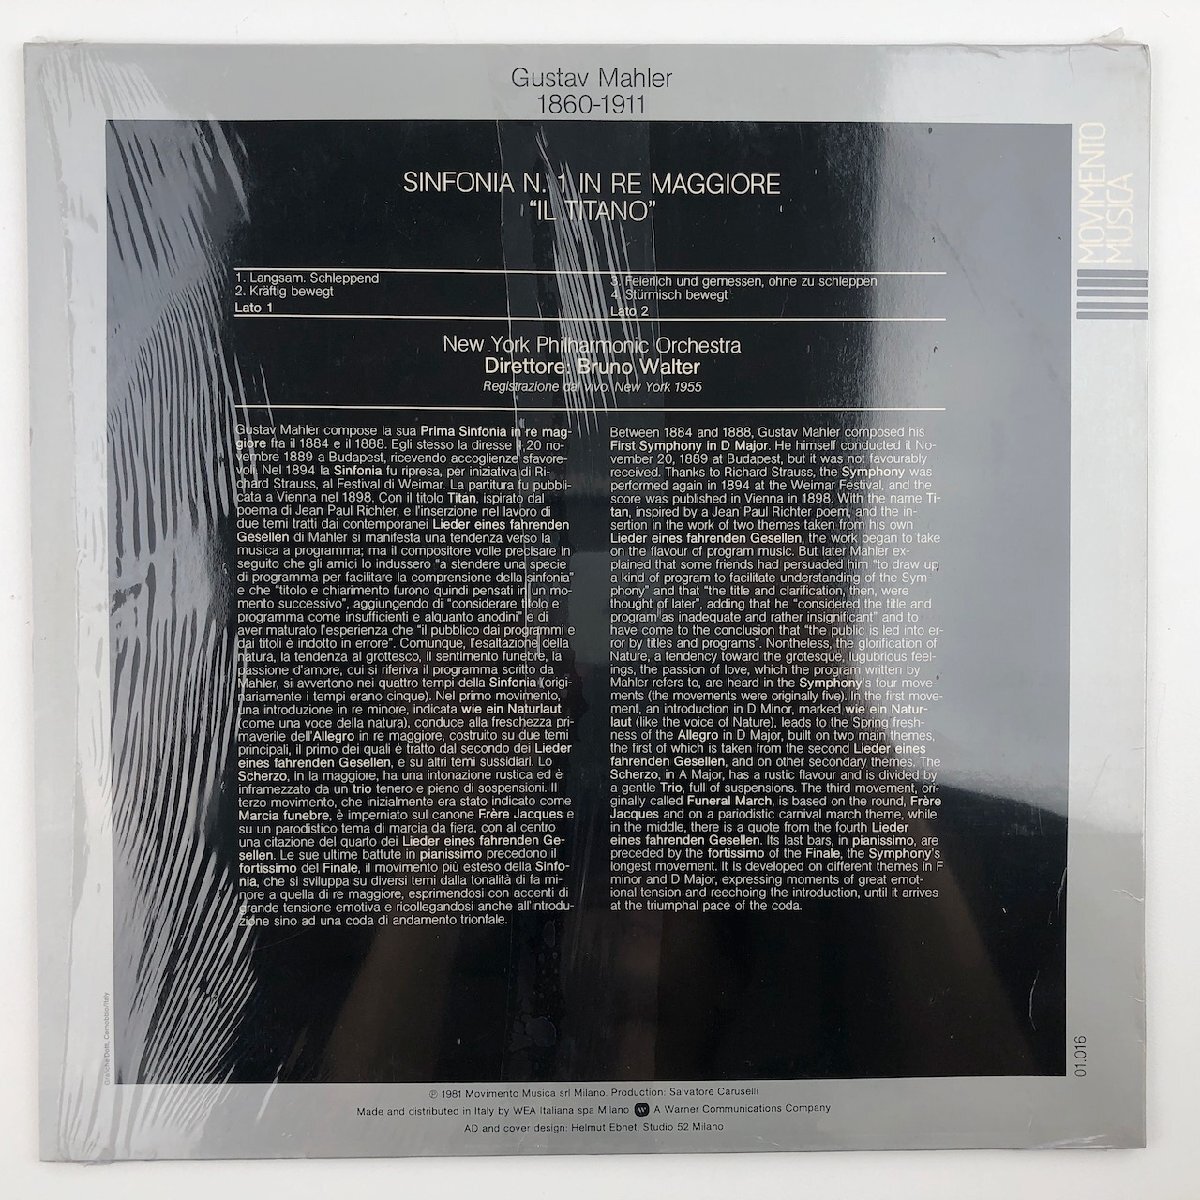 Gustav Mahler
1860-1911
MOVIMENTO
MUSICA
SINFONIA N. 1 IN RE MAGGIORE
"IL TITANO"
1. Langsam. Schleppend
2. Kräftig bewegt
Lato 1
3. Feierlich und gemessen, ohne zu schleppen
4. Stürmisch bewegt
Lato 2
New York Philharmonic Orchestra
Direttore: Bruno Walter
Registrazione dal vivo: New York 1955
Gustav Mahler compose la sua Prima Sinfonia in re mag-
giore fra il 1884 e il 1888. Egli stesso la diresse il 20 no-
vembre 1889 a Budapest, ricevendo accoglienze sfavore-
voli. Nel 1894 la Sinfonia fu ripresa, per iniziativa di Ri-
chard Strauss, al Festival di Weimar. La partitura fu pubbli-
cata a Vienna nel 1898. Con il titolo Titan, ispirato dal
poema di Jean Paul Richter, e l'inserzione nel lavoro di
due temi tratti dai contemporanei Lieder eines fahrenden
Gesellen di Mahler si manifesta una tendenza verso la
musica a programma; ma il compositore volle precisare in
seguito che gli amici lo indussero "a stendere una specie
di programma per facilitare la comprensione della sinfonia"
e che "titolo e chiarimento furono quindi pensati in un mo-
mento successivo", aggiungendo di "considerare titolo e
programma come insufficienti e alquanto anodini" e di
aver maturato l'esperienza che "il pubblico dai programmi e
dai titoli è indotto in errore". Comunque, l'esaltazione della
natura, la tendenza al grottesco, il sentimento funebre, la
passione d'amore, cui si riferiva il programma scritto da
Mahler, si avvertono nei quattro tempi della Sinfonia (origi-
nariamente i tempi erano cinque). Nel primo movimento,
una introduzione in re minore, indicata wie ein Naturlaut
(come una voce della natura), conduce alla freschezza pri-
maverile dell'Allegro in re maggiore, costruito su due temi
principali, il primo dei quali è tratto dal secondo dei Lieder
eines fahrenden Gesellen, e su altri temi sussidiari. Lo
Scherzo, in la maggiore, ha una intonazione rustica ed è
inframezzato da un trio tenero e pieno di sospensioni. Il
terzo movimento, che inizialmente era stato indicato come
Marcia funebre, è imperniato sul canone Frère Jacques e
su un parodistico tema di marcia da fiera, con al centro
una citazione del quarto dei Lieder eines fahrenden Ge-
sellen. Le sue ultime battute in pianissimo precedono il
fortissimo del Finale, il movimento più esteso della Sinfo-
nia, che si sviluppa su diversi temi dalla tonalità di fa mi-
nore a quella di re maggiore, esprimendosi con accenti di
grande tensione emotiva e ricollegandosi anche all'introdu-
zione sino ad una coda di andamento trionfale.
Between 1884 and 1888, Gustav Mahler composed his
First Symphony in D Major. He himself conducted it No-
vember 20, 1889 at Budapest, but it was not favourably
received. Thanks to Richard Strauss, the Symphony was
performed again in 1894 at the Weimar Festival, and the
score was published in Vienna in 1898. With the name Ti-
tan, inspired by a Jean Paul Richter poem, and the in-
sertion in the work of two themes taken from his own
Lieder eines fahrenden Gesellen, the work began to take
on the flavour of program music. But later Mahler ex-
plained that some friends had persuaded him "to draw up
a kind of program to facilitate understanding of the Sym-
phony" and that "the title and clarification, then, were
thought of later", adding that he "considered the title and
program as inadequate and rather insignificant" and to
have come to the conclusion that "the public is led into er-
ror by titles and programs". Nontheless, the glorification of
Nature, a tendency toward the grotesque, lugubrious feel-
ings, the passion of love, which the program written by
Mahler refers to, are heard in the Symphony's four move-
ments (the movements were originally five). In the first move-
ment, an introduction in D Minor, marked wie ein Natur-
laut (like the voice of Nature), leads to the Spring fresh-
ness of the Allegro in D Major, built on two main themes,
the first of which is taken from the second Lieder eines
fahrenden Gesellen, and on other secondary themes. The
Scherzo, in A Major, has a rustic flavour and is divided by
a gentle Trio, full of suspensions. The third movement, ori-
ginally called Funeral March, is based on the round, Frère
Jacques and on a pariodistic carnival march theme, while
in the middle, there is a quote from the fourth Lieder
eines fahrenden Gesellen. Its last bars, in pianissimo, are
preceded by the fortissimo of the Finale, the Symphony's
longest movement. It is developed on different themes in F
minor and D Major, expressing moments of great emot-
ional tension and reechoing the introduction, until it arrives
at the triumphal pace of the coda.
Grafiche Dotti, Cernobbio/Italy
01.016
℗ 1981 Movimento Musica srl Milano. Production: Salvatore Caruselli
Made and distributed in Italy by WEA Italiana spa Milano W A Warner Communications Company
AD and cover design: Helmut Ebnet. Studio 52 Milano